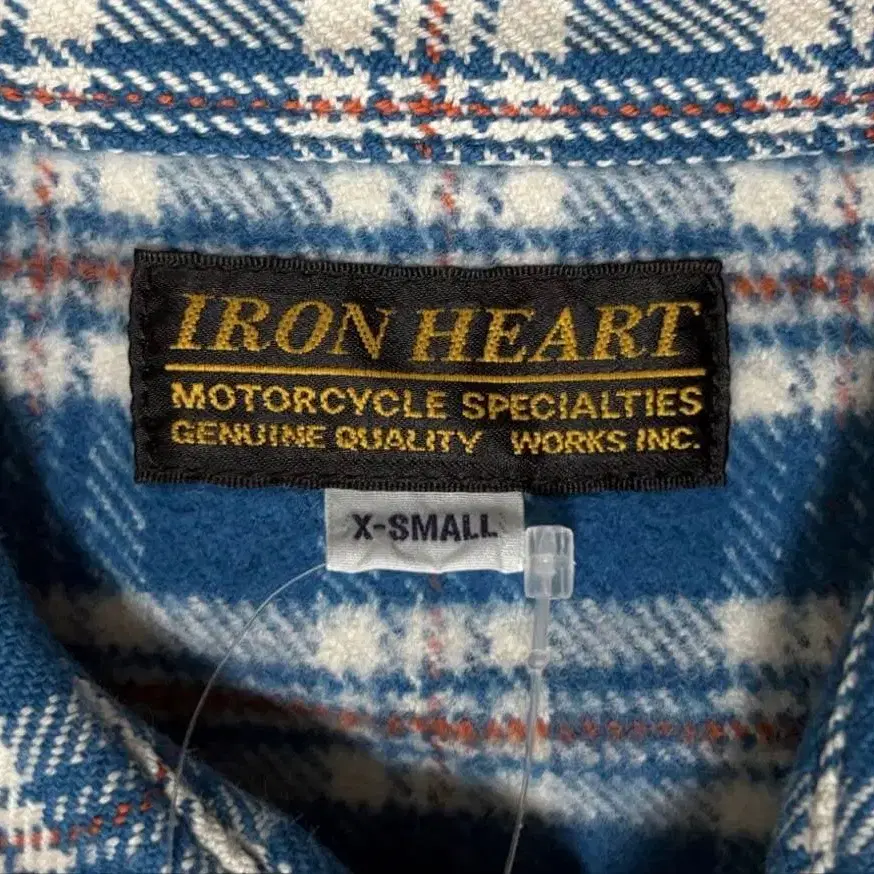 IRON HEART
MOTORCYCLE SPECIALTIES
GENUINE QUALITY WORKS INC.
X-SMALL